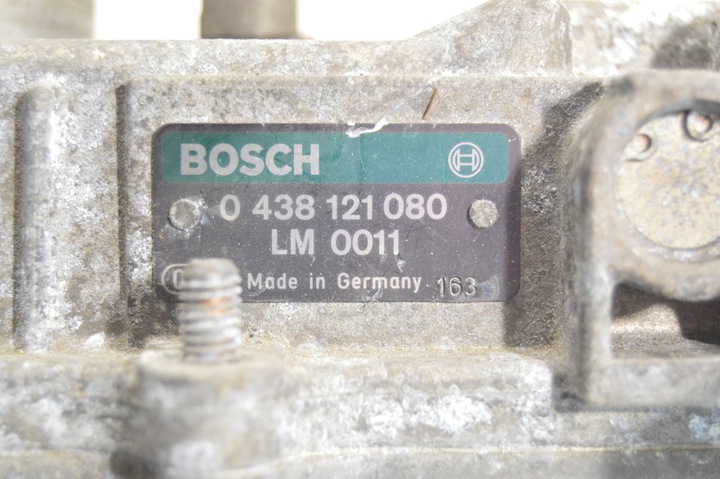 BOSCH
0 438 121 080
LM 0011
Made in Germany 163